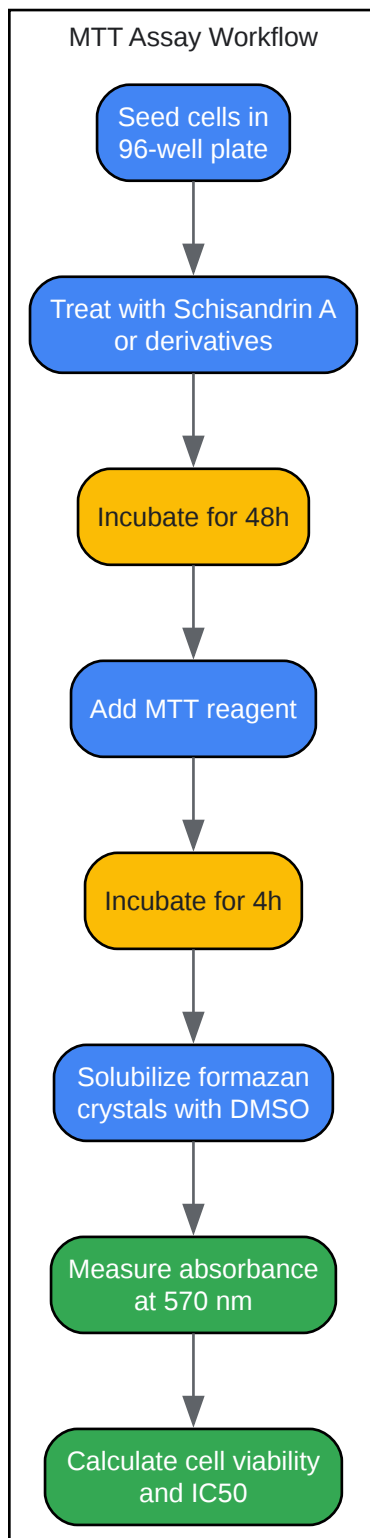 MTT Assay Workflow
Seed cells in
96-well plate
Treat with Schisandrin A
or derivatives
Incubate for 48h
Add MTT reagent
Incubate for 4h
Solubilize formazan
crystals with DMSO
Measure absorbance
at 570 nm
Calculate cell viability
and IC50